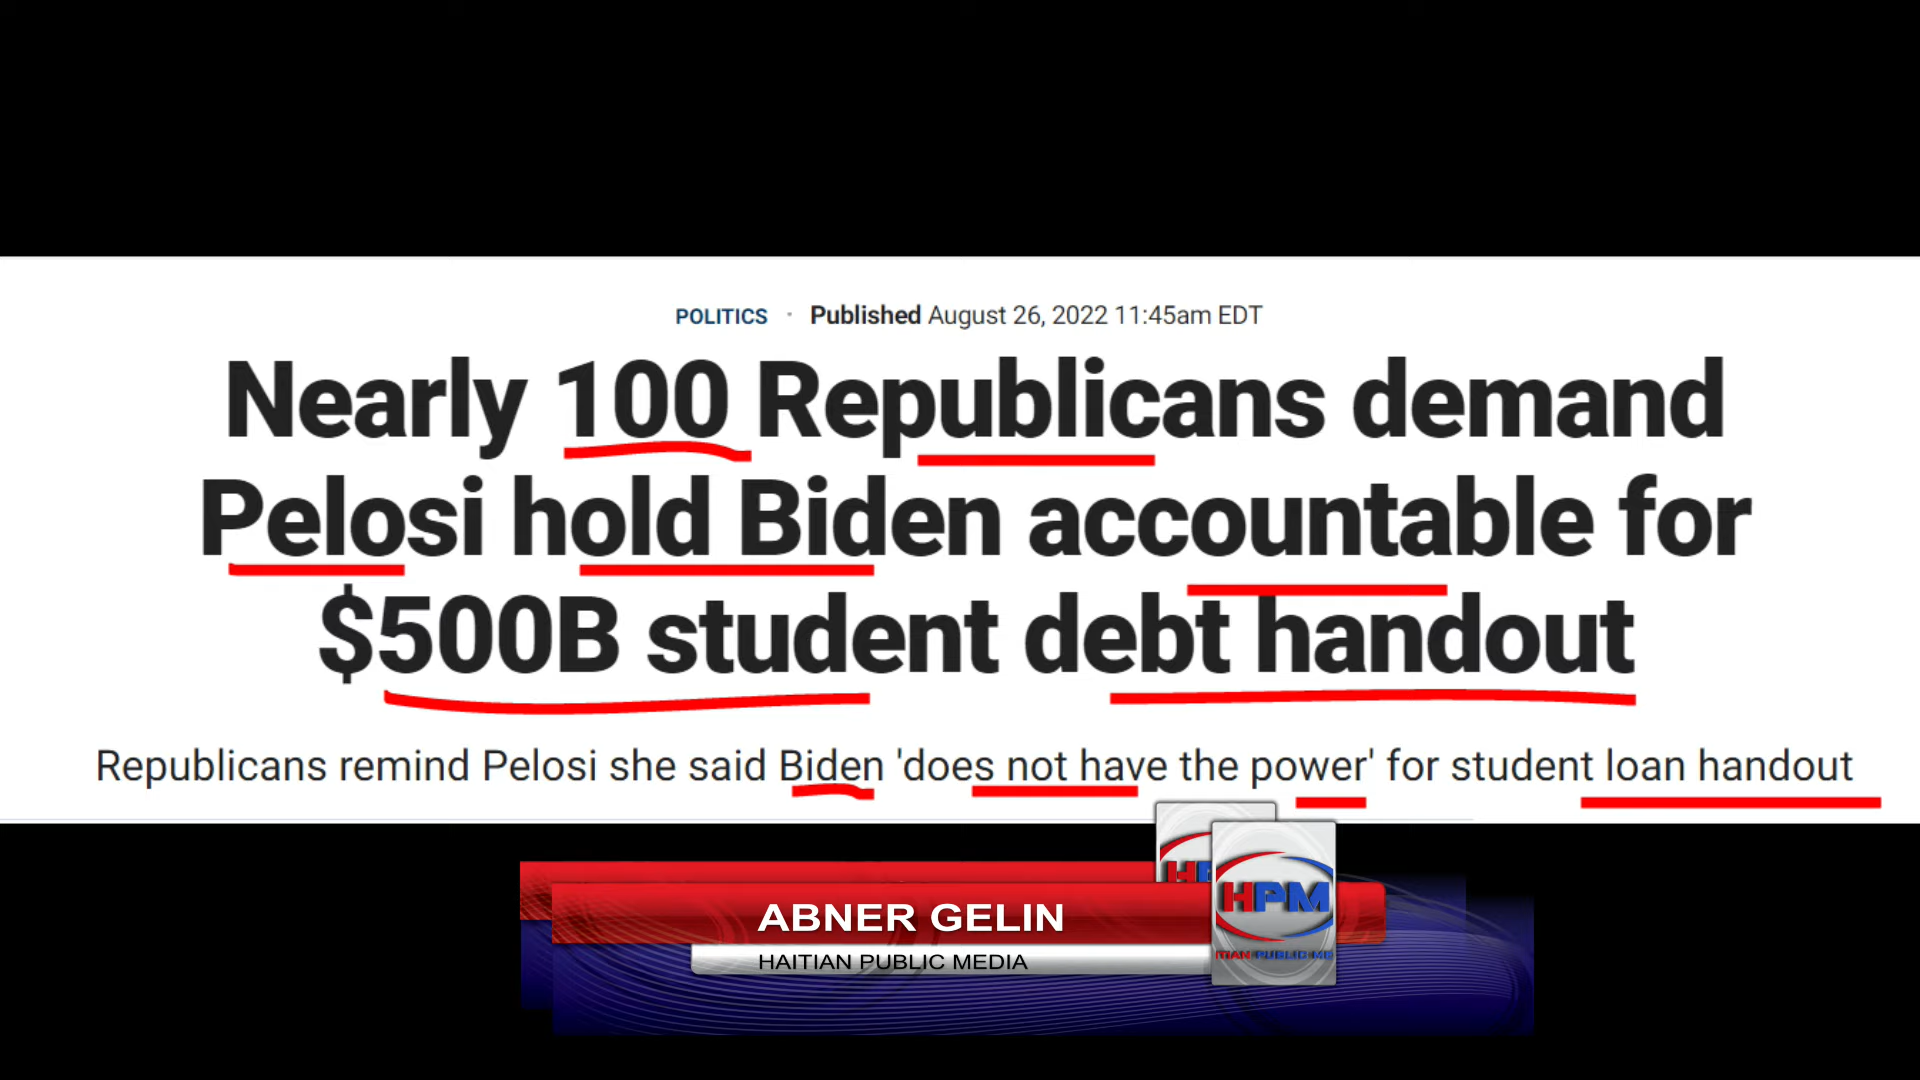 POLITICS · Published August 26, 2022 11:45am EDT
Nearly 100 Republicans demand
Pelosi hold Biden accountable for
$500B student debt handout
Republicans remind Pelosi she said Biden 'does not have the power' for student loan handout
ABNER GELIN
HAITIAN PUBLIC MEDIA
HPM